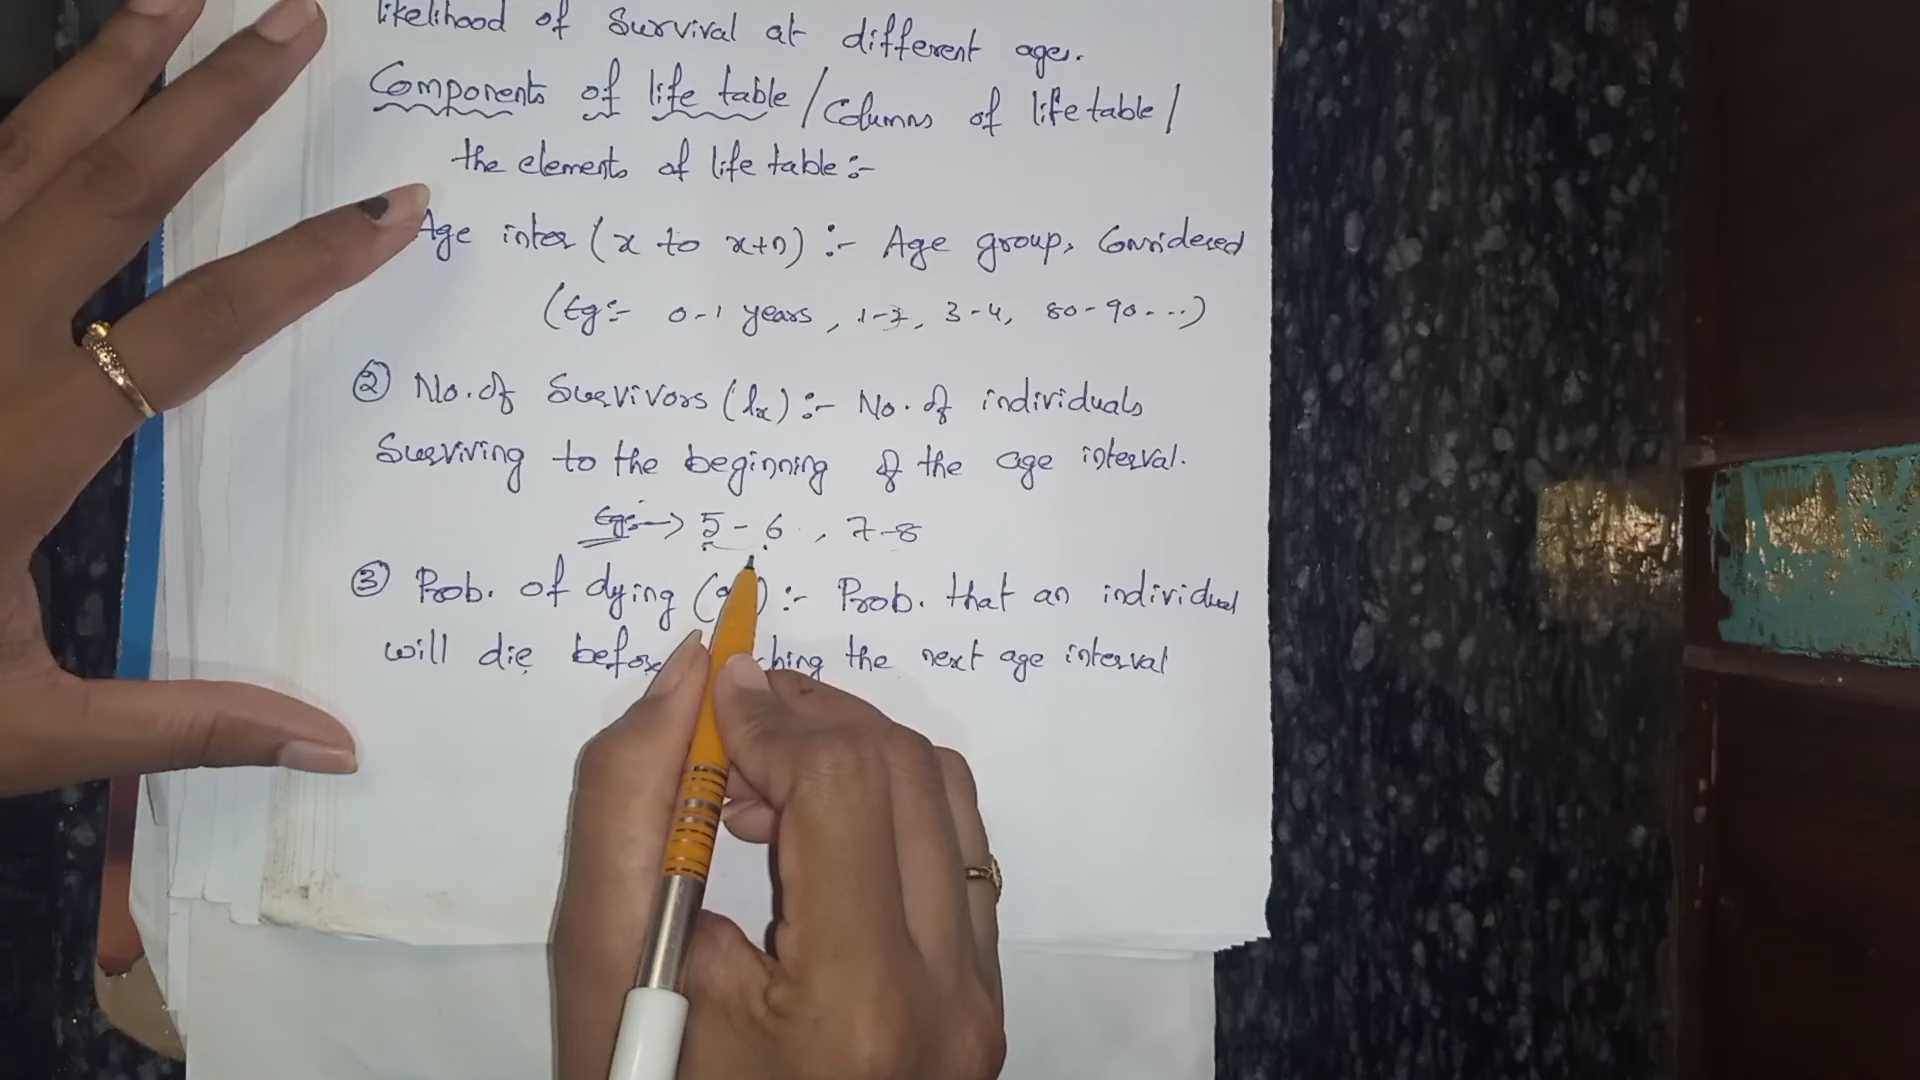 likelihood of Survival at different age.
Components of life table / Columns of life table /
the elements of life table :-
Age inter (x to x+n) :- Age group, Considered
(Eg:- 0-1 years, 1-2, 3-4, 80-90...)
② No. of Survivors (lx) :- No. of individuals
Surviving to the beginning of the age interval.
Eg:-> 5-6, 7-8
③ Prob. of dying ( ) :- Prob. that an individual
will die before the next age interval